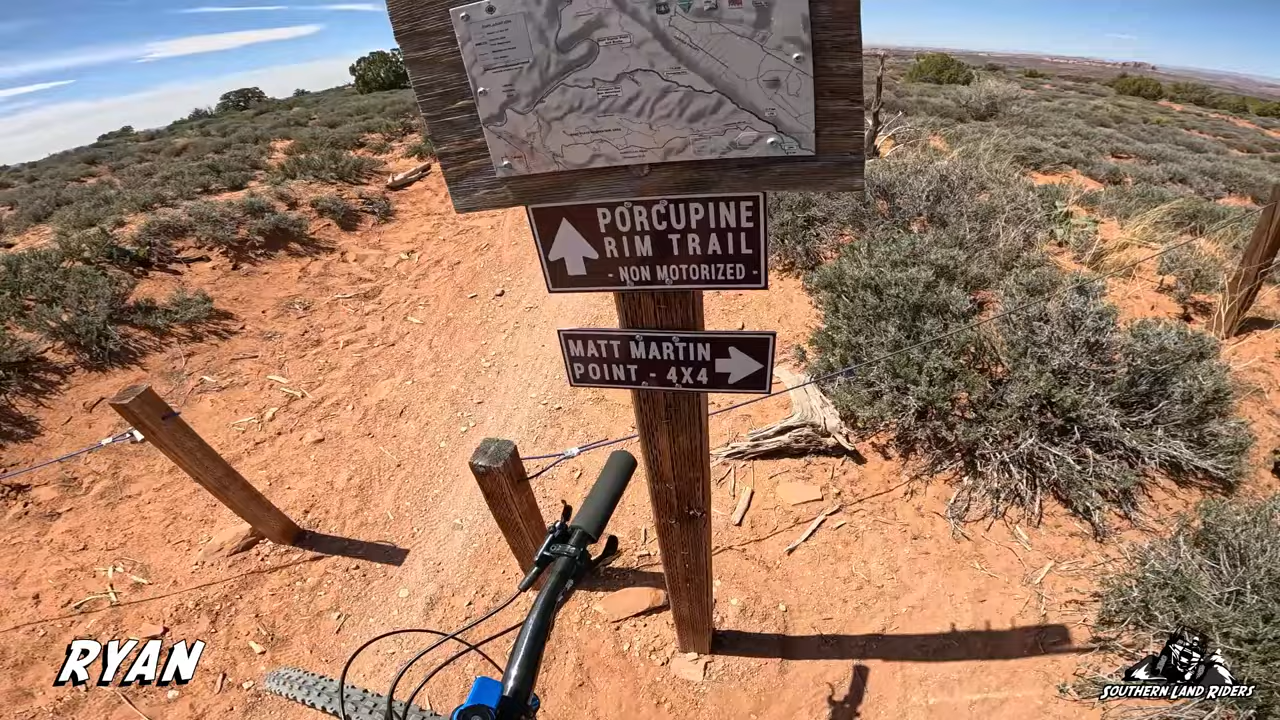 PORCUPINE
RIM TRAIL
- NON MOTORIZED -
MATT MARTIN
POINT - 4X4
RYAN
SOUTHERN LAND RIDERS